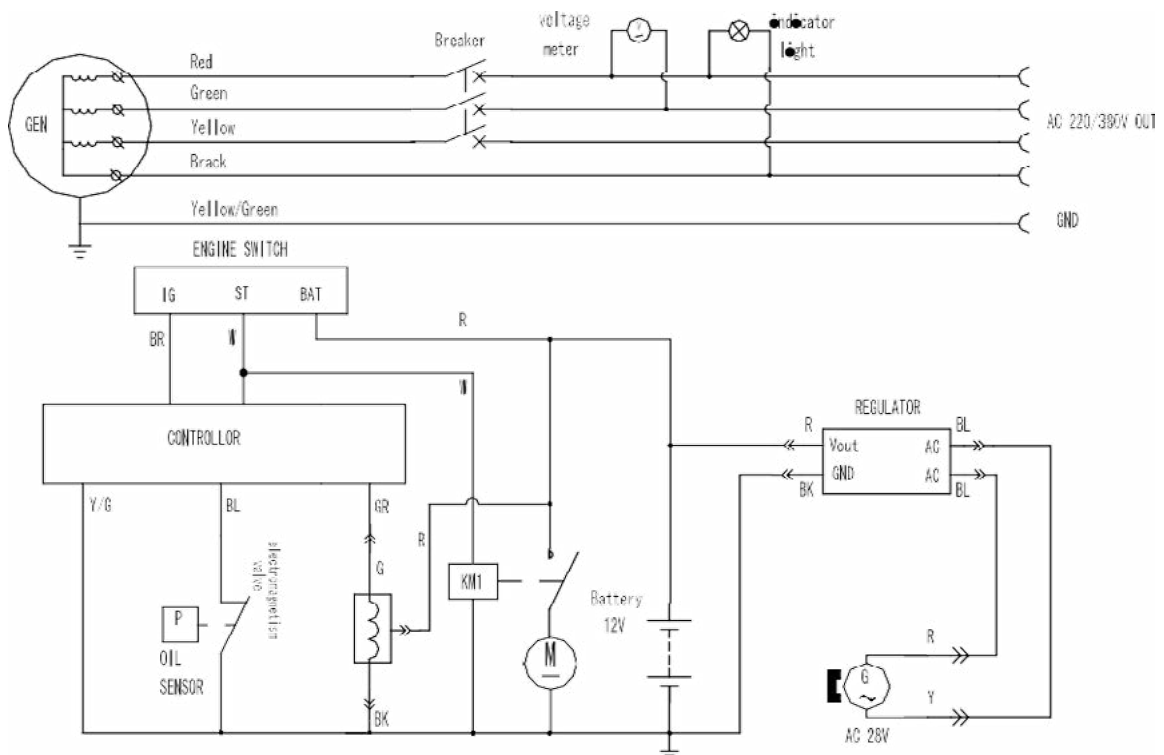 voltage
meter
indicator
light
Breaker
Red
Green
GEN
Yellow
Brack
Yellow/Green
V
AC 220/380V OUT
GND
ENGINE SWITCH
IG ST BAT
BR W R
W
CONTROLLOR
REGULATOR
R Vout AC BL
BK GND AC BL
Y/G BL GR
R
G
electromagnetism
valve
P
OIL
SENSOR
BK
KM1
M
Battery
12V
R
G
Y
AC 28V